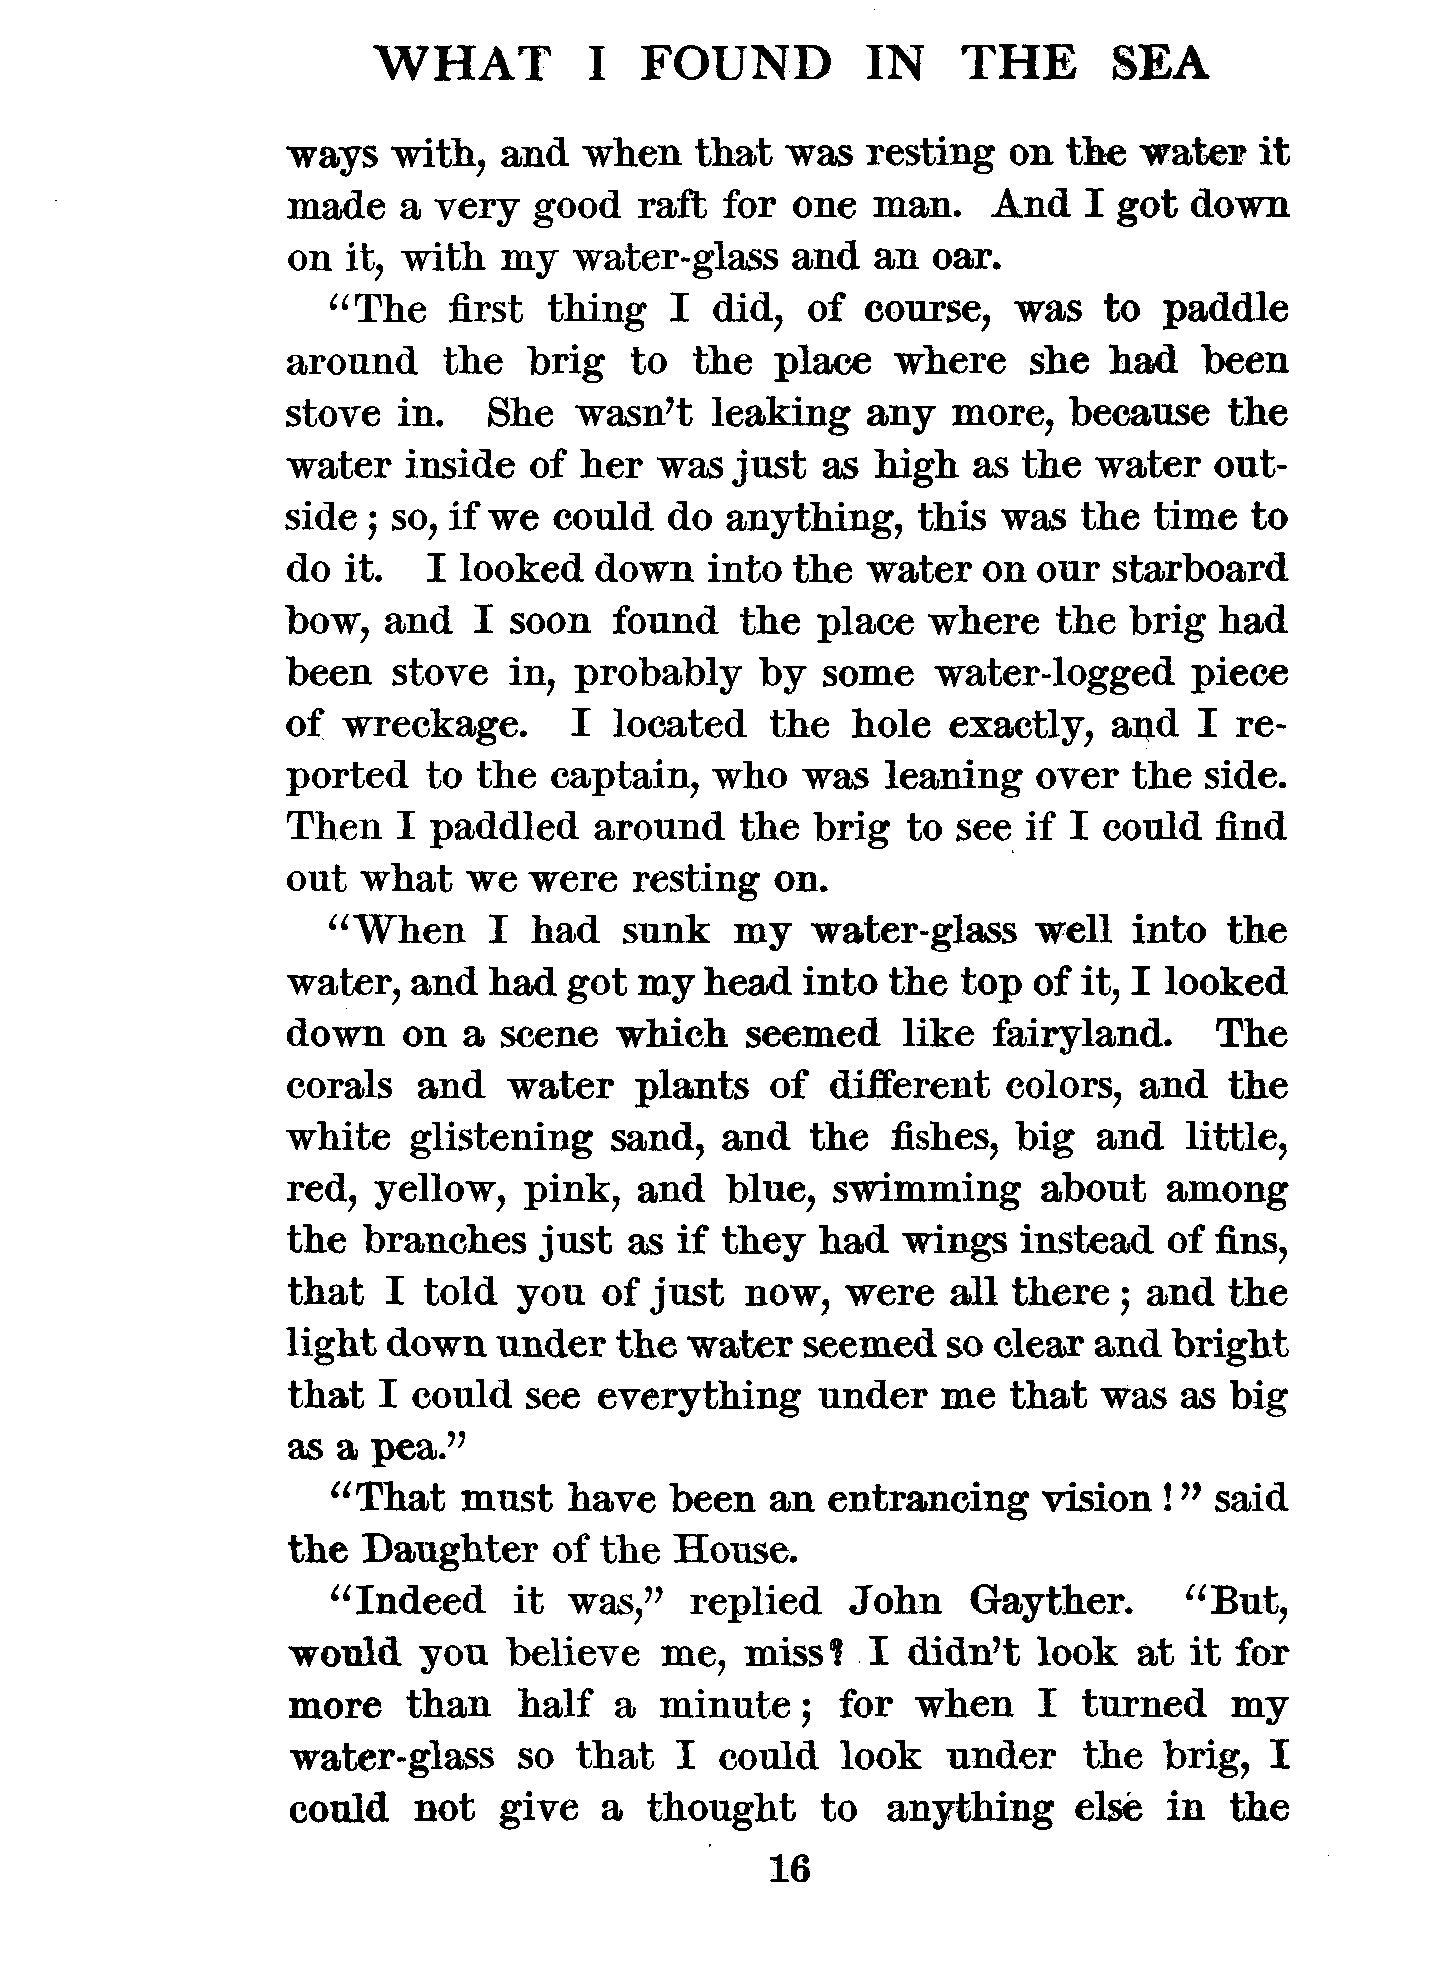 WHAT I FOUND IN THE SEA
ways with, and when that was resting on the water it
made a very good raft for one man. And I got down
on it, with my water-glass and an oar.
“The first thing I did, of course, was to paddle
around the brig to the place where she had been
stove in. She wasn’t leaking any more, because the
water inside of her was just as high as the water out-
side; so, if we could do anything, this was the time to
do it. I looked down into the water on our starboard
bow, and I soon found the place where the brig had
been stove in, probably by some water-logged piece
of wreckage. I located the hole exactly, and I re-
ported to the captain, who was leaning over the side.
Then I paddled around the brig to see if I could find
out what we were resting on.
“When I had sunk my water-glass well into the
water, and had got my head into the top of it, I looked
down on a scene which seemed like fairyland. The
corals and water plants of different colors, and the
white glistening sand, and the fishes, big and little,
red, yellow, pink, and blue, swimming about among
the branches just as if they had wings instead of fins,
that I told you of just now, were all there; and the
light down under the water seemed so clear and bright
that I could see everything under me that was as big
as a pea.”
“That must have been an entrancing vision!” said
the Daughter of the House.
“Indeed it was,” replied John Gayther. “But,
would you believe me, miss? I didn’t look at it for
more than half a minute; for when I turned my
water-glass so that I could look under the brig, I
could not give a thought to anything else in the
16